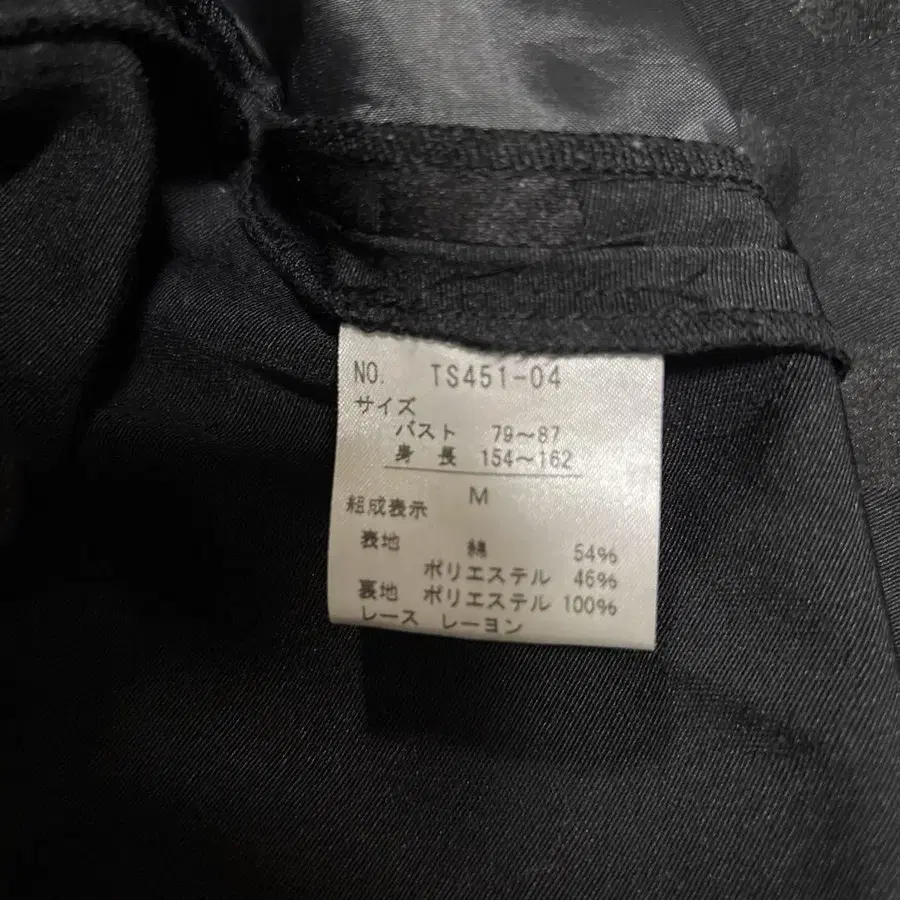 NO. TS451-04
サイズ
バスト 79～87
身長 154～162
M
組成表示
表地 綿 54%
ポリエステル 46%
裏地 ポリエステル 100%
レース レーヨン